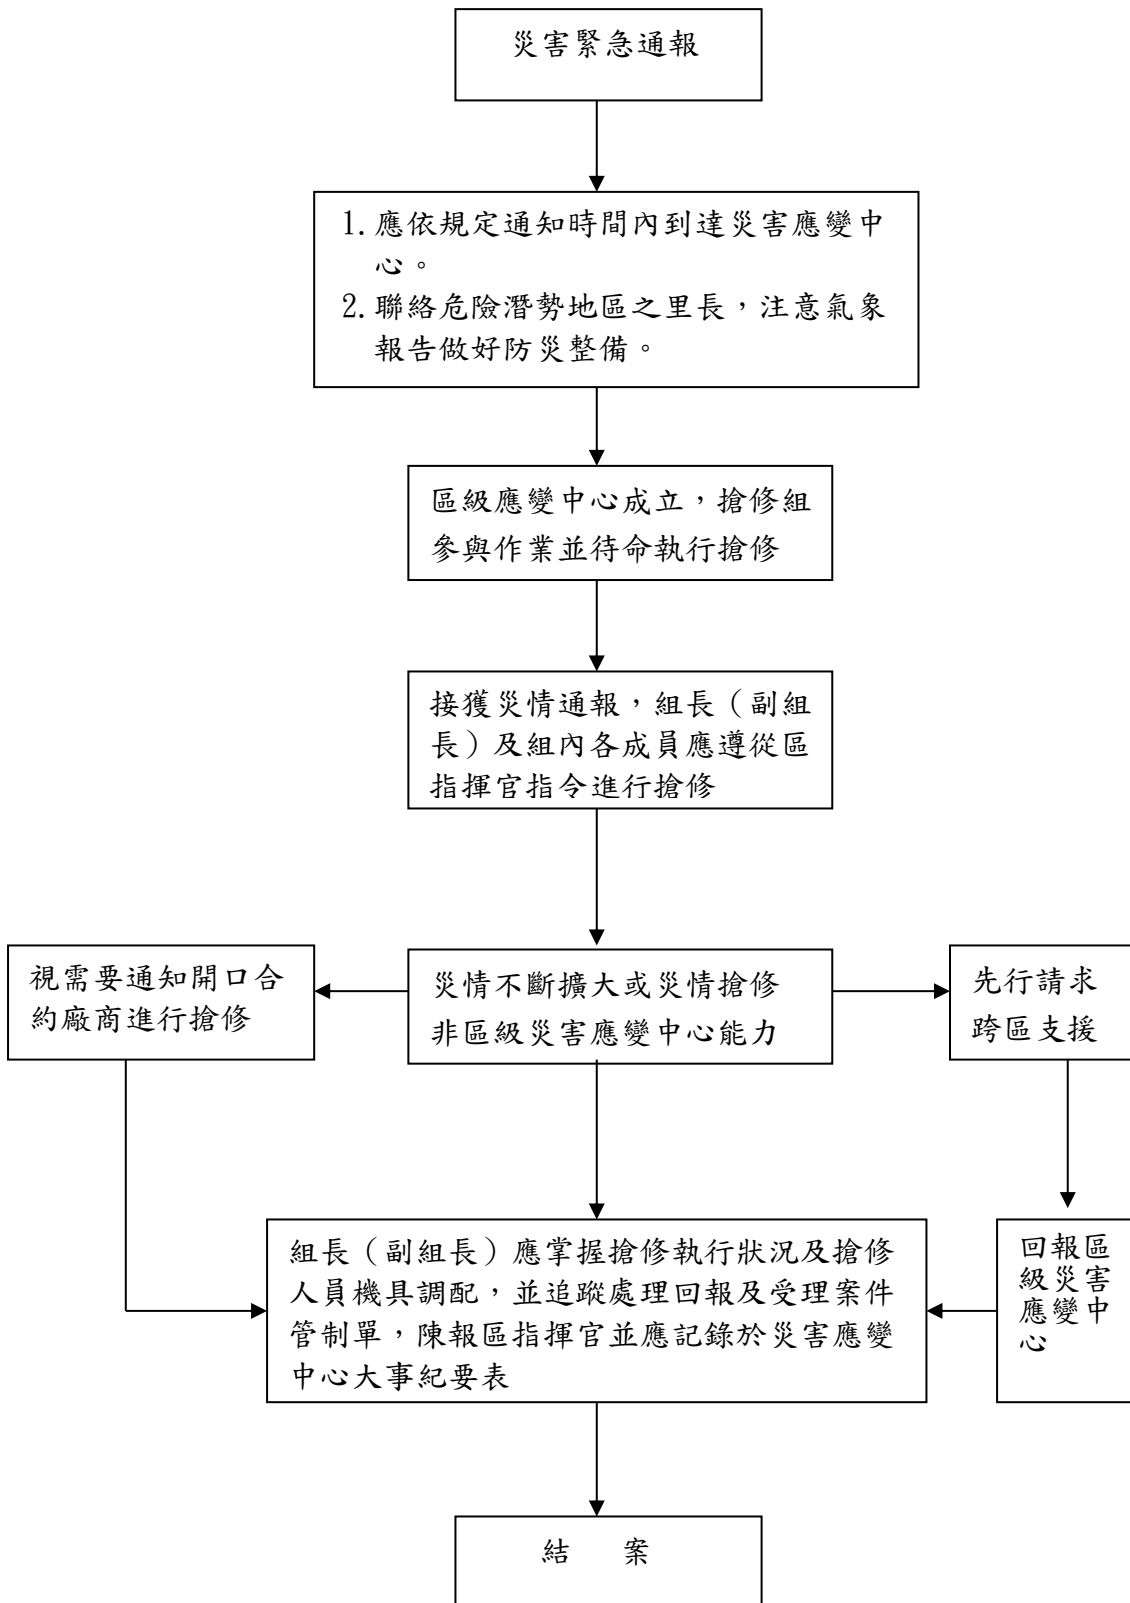 災害緊急通報
1. 應依規定通知時間內到達災害應變中
心。
2. 聯絡危險潛勢地區之里長，注意氣象
報告做好防災整備。
區級應變中心成立，搶修組
參與作業並待命執行搶修
接獲災情通報，組長（副組
長）及組內各成員應遵從區
指揮官指令進行搶修
視需要通知開口合
約廠商進行搶修
災情不斷擴大或災情搶修
非區級災害應變中心能力
先行請求
跨區支援
組長（副組長）應掌握搶修執行狀況及搶修
人員機具調配，並追蹤處理回報及受理案件
管制單，陳報區指揮官並應記錄於災害應變
中心大事紀要表
回報區
級災害
應變中
心
結　案